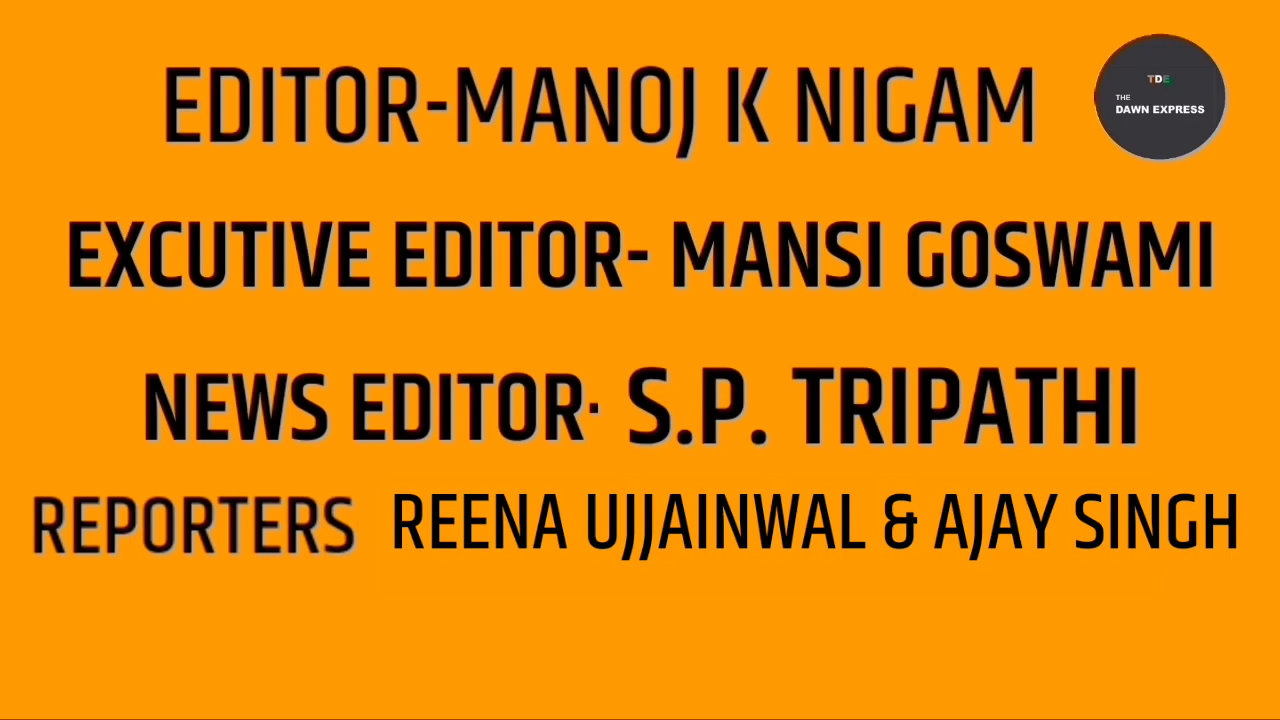 EDITOR-MANOJ K NIGAM
TDE
THE
DAWN EXPRESS
EXCUTIVE EDITOR- MANSI GOSWAMI
NEWS EDITOR· S.P. TRIPATHI
REPORTERS REENA UJJAINWAL & AJAY SINGH